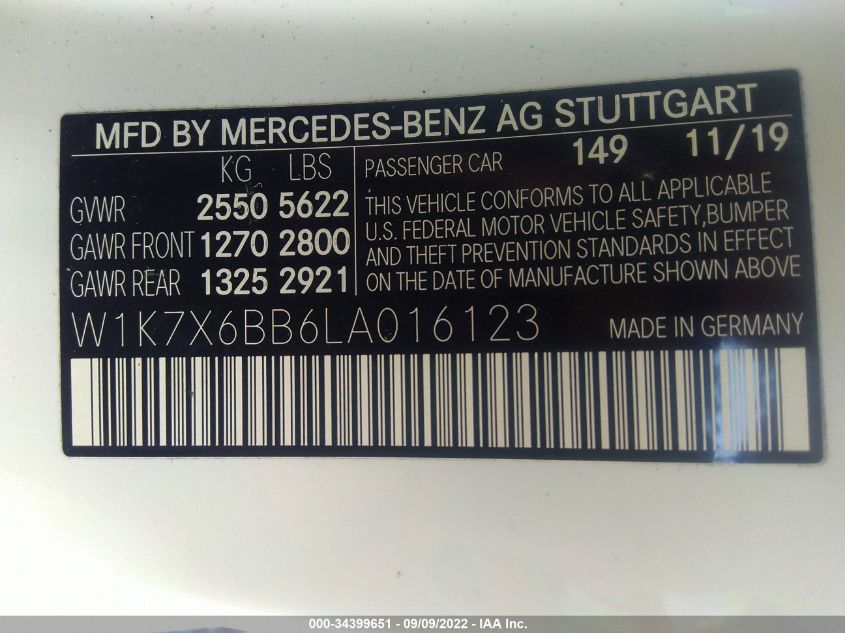 MFD BY MERCEDES-BENZ AG STUTTGART
KG LBS
GVWR 2550 5622
GAWR FRONT 1270 2800
GAWR REAR 1325 2921
PASSENGER CAR 149 11/19
THIS VEHICLE CONFORMS TO ALL APPLICABLE
U.S. FEDERAL MOTOR VEHICLE SAFETY,BUMPER
AND THEFT PREVENTION STANDARDS IN EFFECT
ON THE DATE OF MANUFACTURE SHOWN ABOVE
W1K7X6BB6LA016123 MADE IN GERMANY
000-34399651 / 09/09/2022 - IAA Inc.